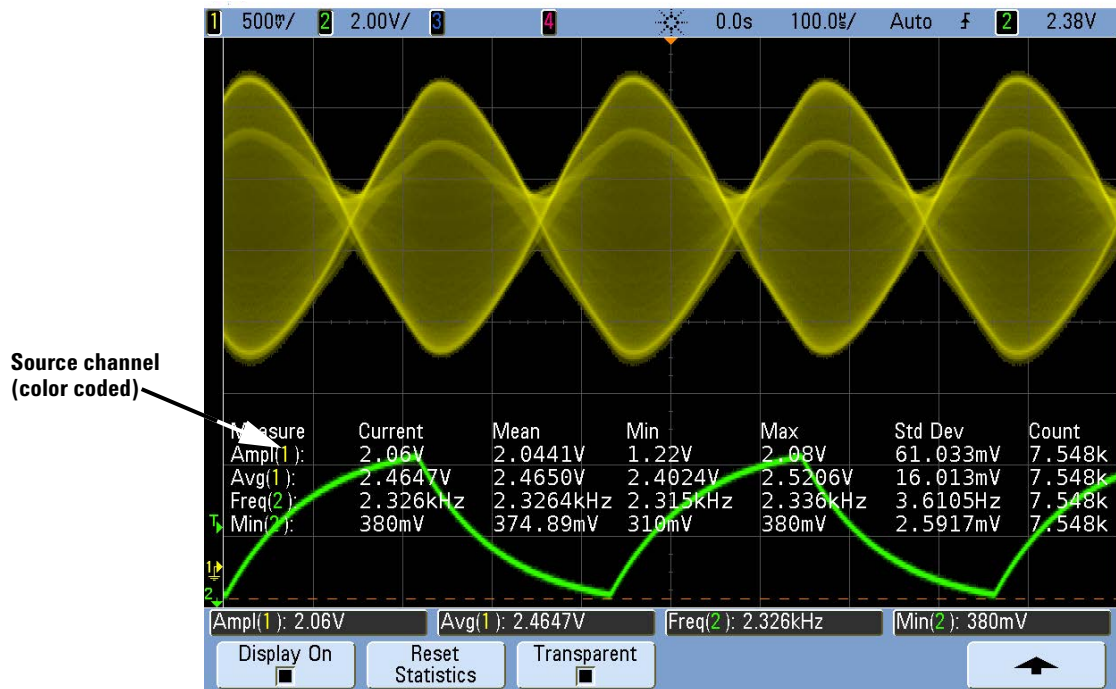 1 500mV/ 2 2.00V/ 3 4 0.0s 100.0µs/ Auto 2 2.38V
Source channel
(color coded)
Measure Current Mean Min Max Std Dev Count
Ampl(1): 2.06V 2.0441V 1.22V 2.08V 61.033mV 7.548k
Avg(1): 2.4647V 2.4650V 2.4024V 2.5206V 16.013mV 7.548k
Freq(2): 2.326kHz 2.3264kHz 2.315kHz 2.336kHz 3.6105Hz 7.548k
Min(2): 380mV 374.89mV 310mV 380mV 2.5917mV 7.548k
T
1
2
Ampl(1): 2.06V Avg(1): 2.4647V Freq(2): 2.326kHz Min(2): 380mV
Display On Reset Statistics Transparent